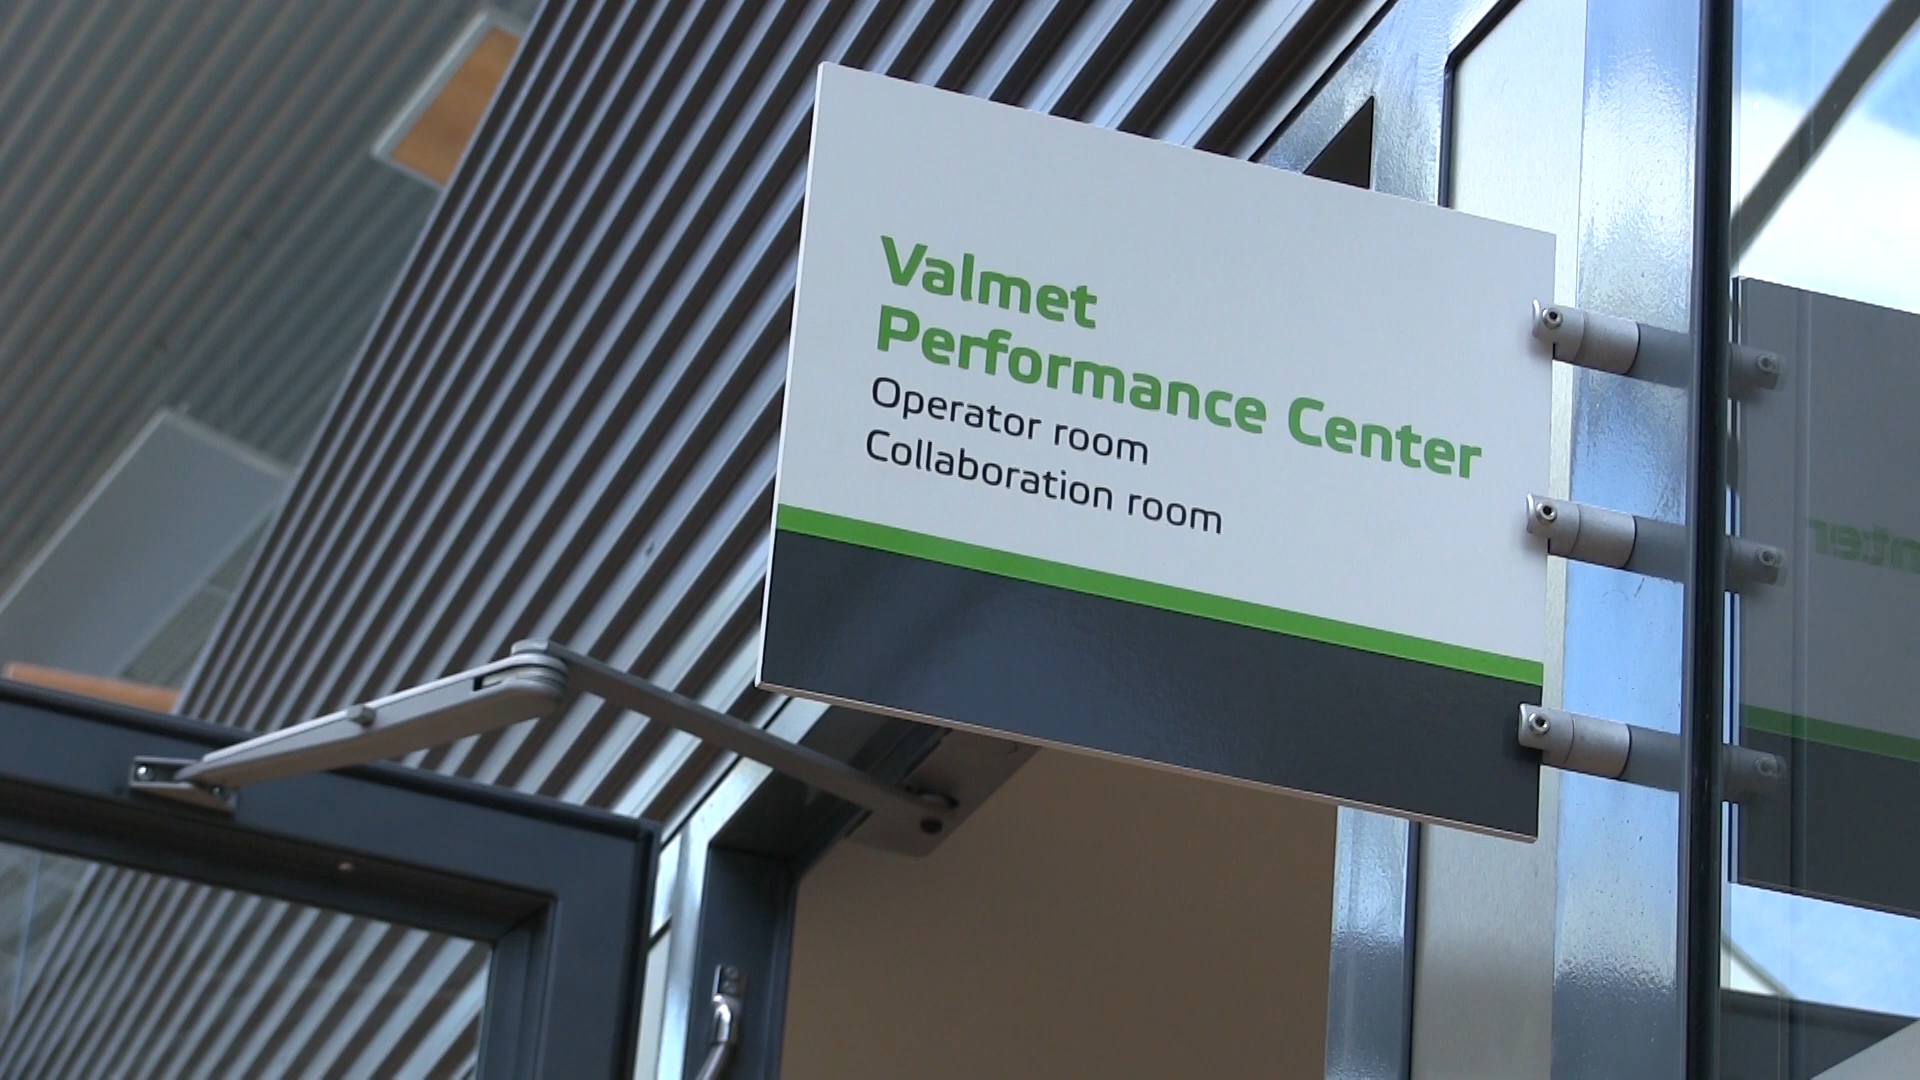 Valmet
Performance Center
Operator room
Collaboration room